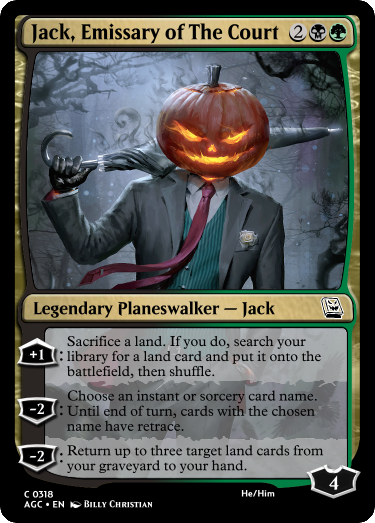 Jack, Emissary of The Court 2
Legendary Planeswalker — Jack
+1: Sacrifice a land. If you do, search your
library for a land card and put it onto the
battlefield, then shuffle.
-2: Choose an instant or sorcery card name.
Until end of turn, cards with the chosen
name have retrace.
-2: Return up to three target land cards from
your graveyard to your hand.
4
C 0318
He/Him
AGC • EN Billy Christian